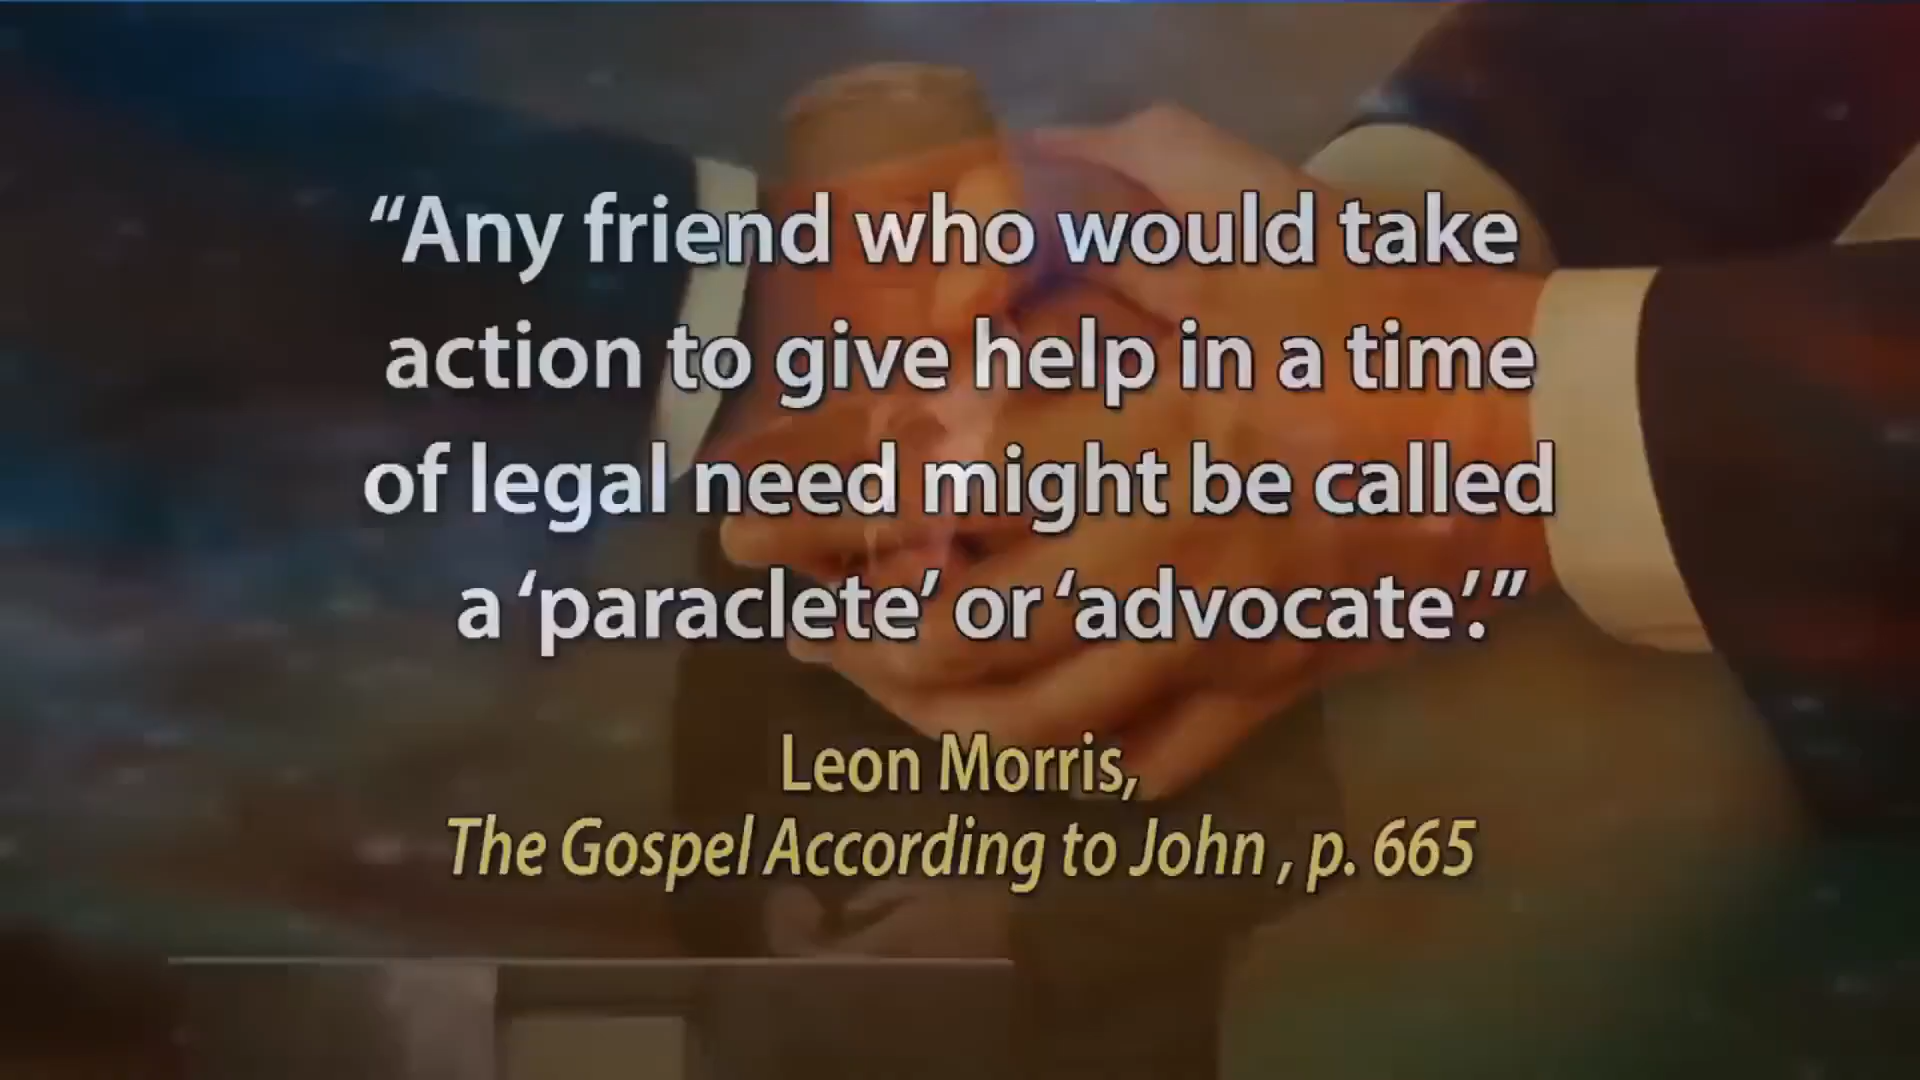 “Any friend who would take
action to give help in a time
of legal need might be called
a ‘paraclete’ or ‘advocate’.”
Leon Morris,
The Gospel According to John , p. 665